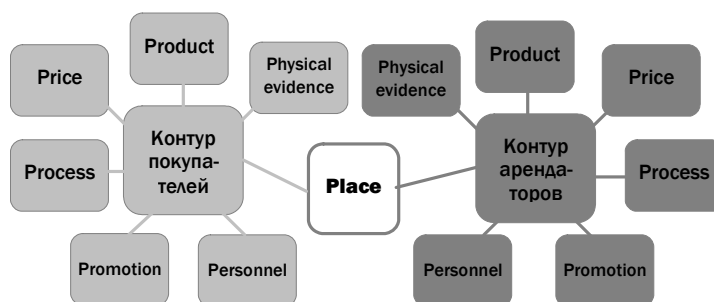 Product
Price
Physical
evidence
Контур
покупа-
телей
Process
Promotion
Personnel
Place
Physical
evidence
Product
Price
Контур
аренда-
торов
Process
Personnel
Promotion